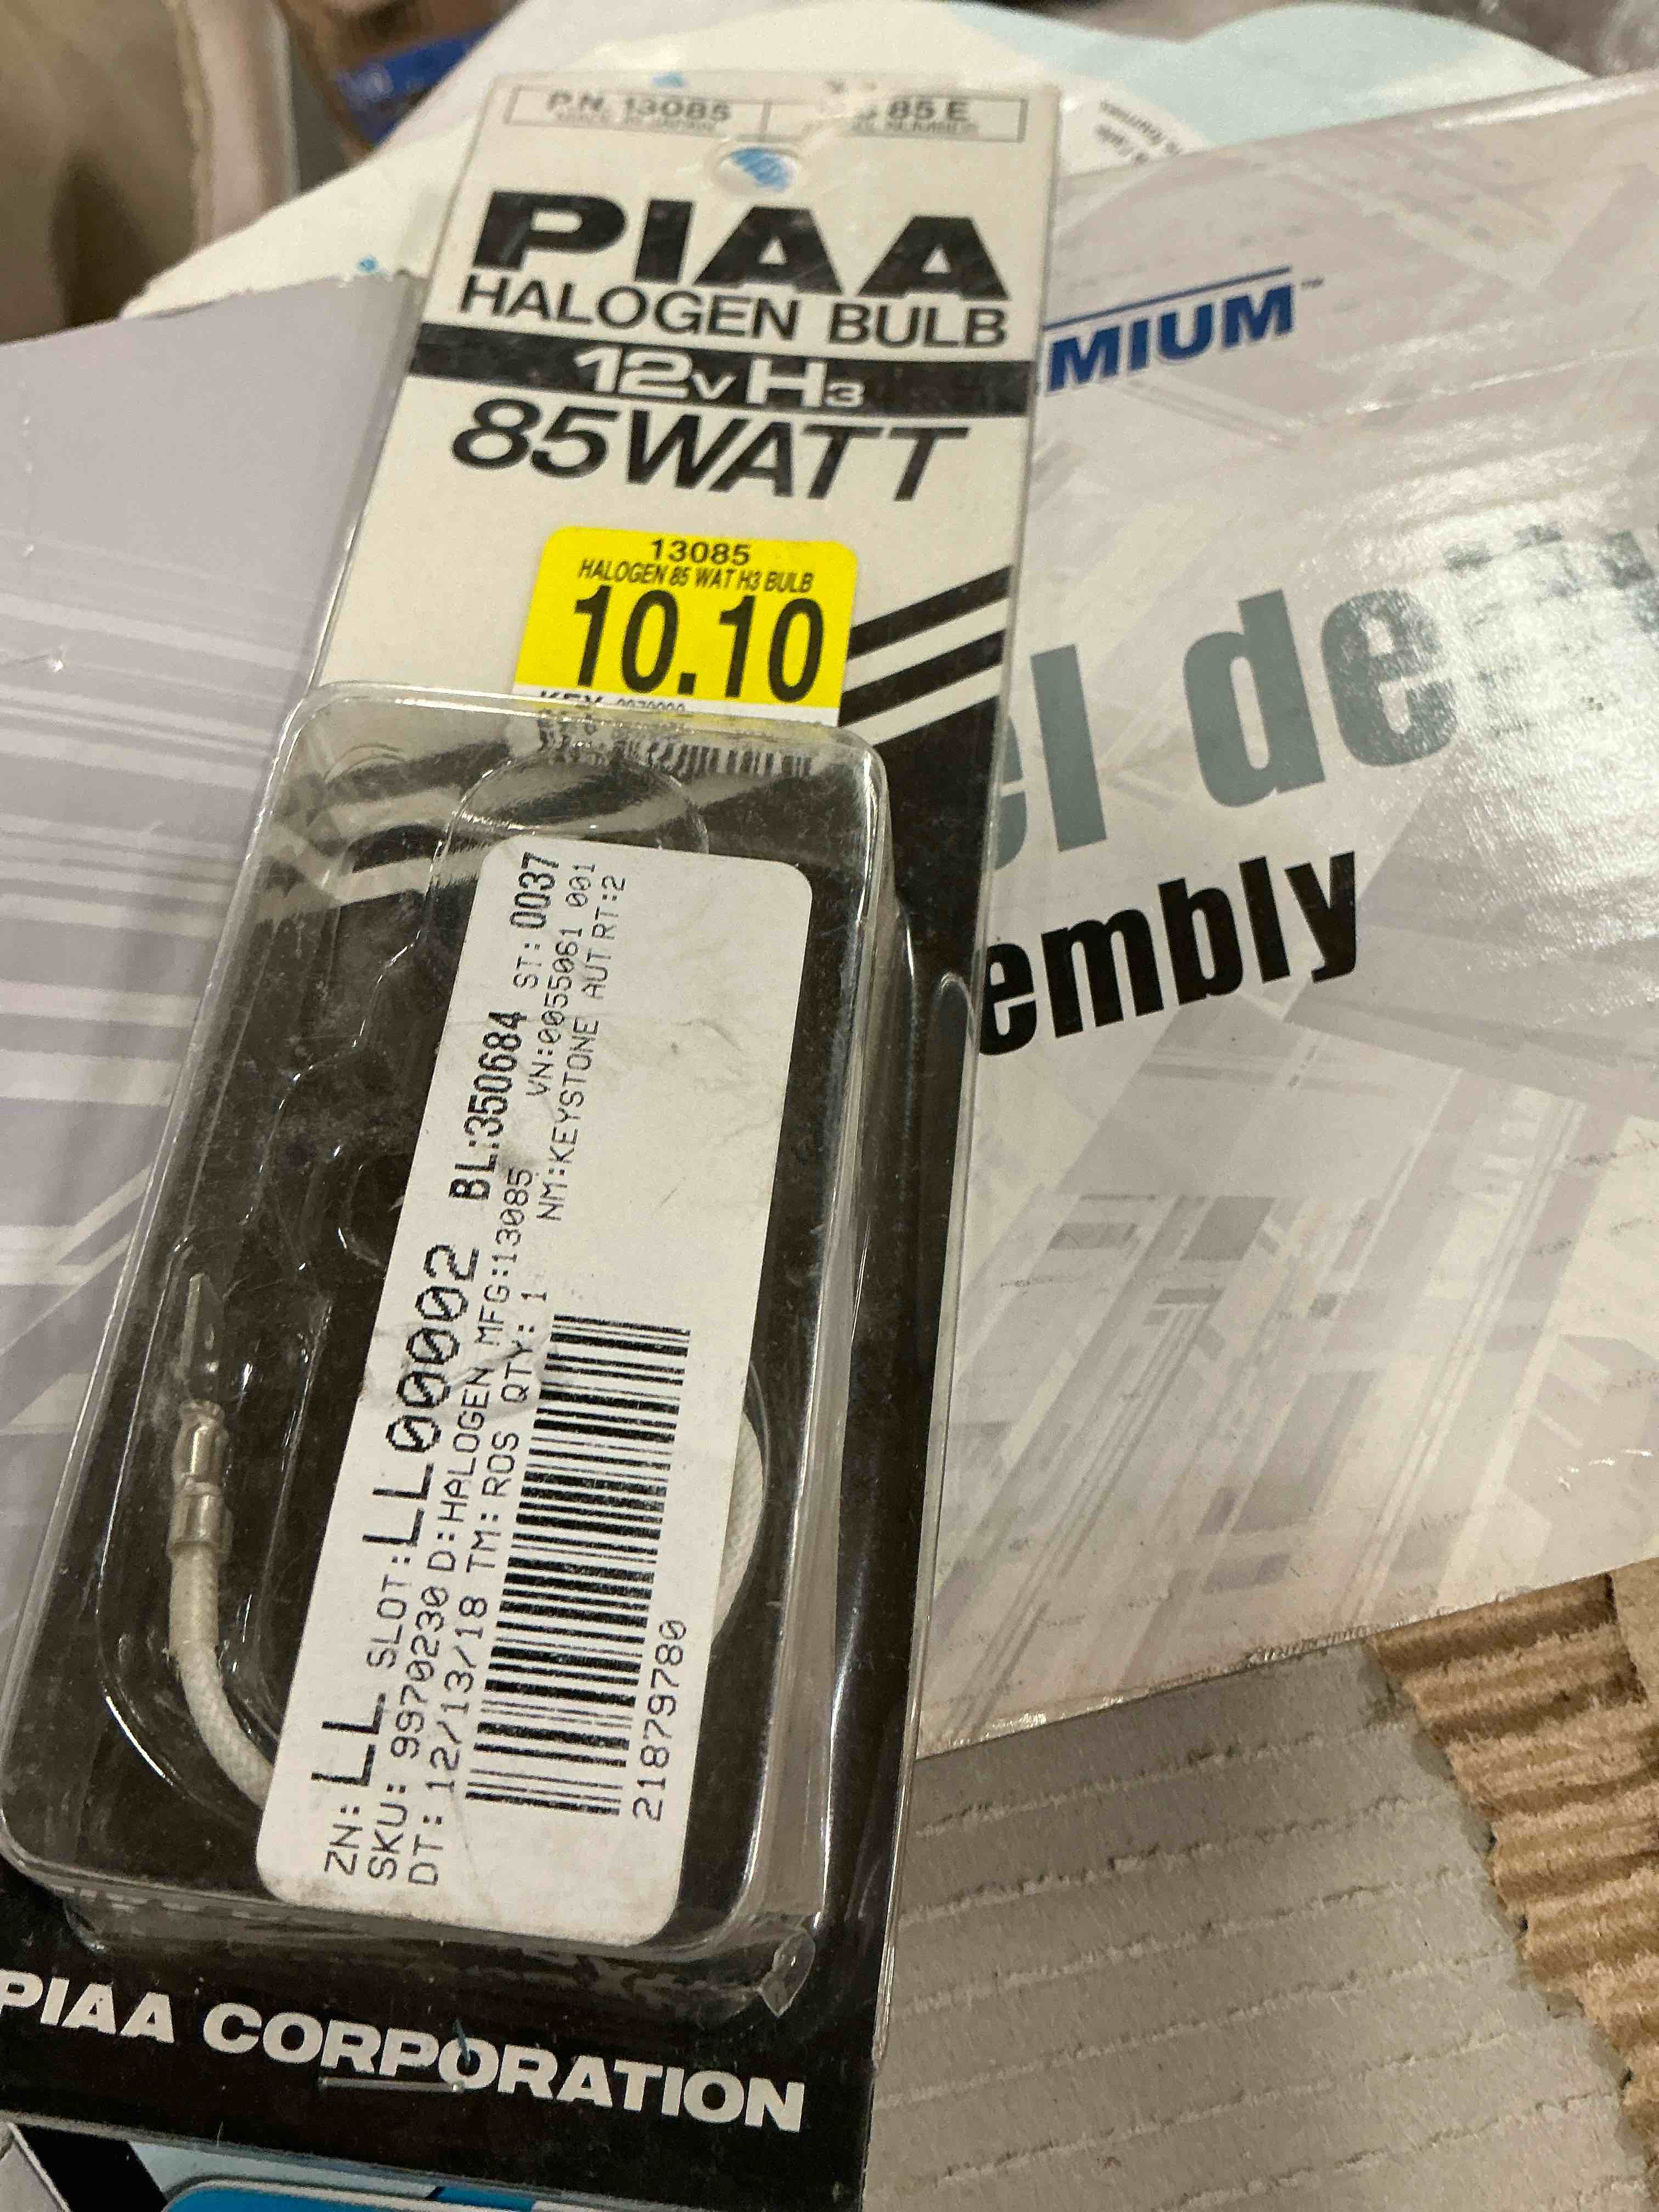 P.N. 13085
85 E
PIAA
HALOGEN BULB
12V H3
85 WATT
13085
HALOGEN 85 WAT H3 BULB
10.10
ZN: LL SLOT:LL00002 BL:350684 ST: 0037
SKU: 9970230 D:HALOGEN MFG:13085 VN:0055061 001
DT: 12/13/18 TM: ROS QTY: 1 NM:KEYSTONE AUT RT:2
21879780
PIAA CORPORATION
MIUM™
el de
embly